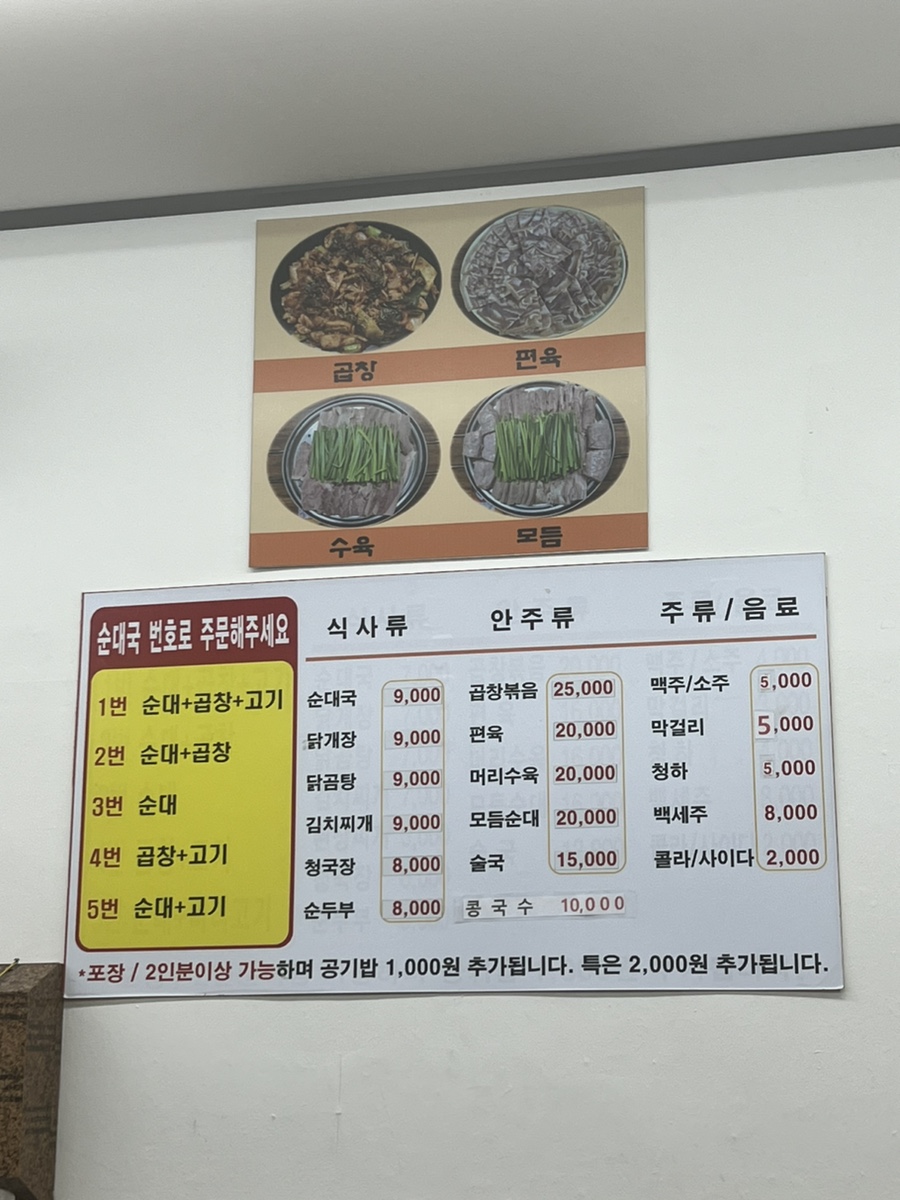 곱창 편육
수육 모듬
순대국 번호로 주문해주세요
1번 순대+곱창+고기
2번 순대+곱창
3번 순대
4번 곱창+고기
5번 순대+고기
식사류
순대국 9,000
닭개장 9,000
닭곰탕 9,000
김치찌개 9,000
청국장 8,000
순두부 8,000
안주류
곱창볶음 25,000
편육 20,000
머리수육 20,000
모듬순대 20,000
술국 15,000
콩국수 10,000
주류/음료
맥주/소주 5,000
막걸리 5,000
청하 5,000
백세주 8,000
콜라/사이다 2,000
*포장 / 2인분이상 가능하며 공기밥 1,000원 추가됩니다. 특은 2,000원 추가됩니다.